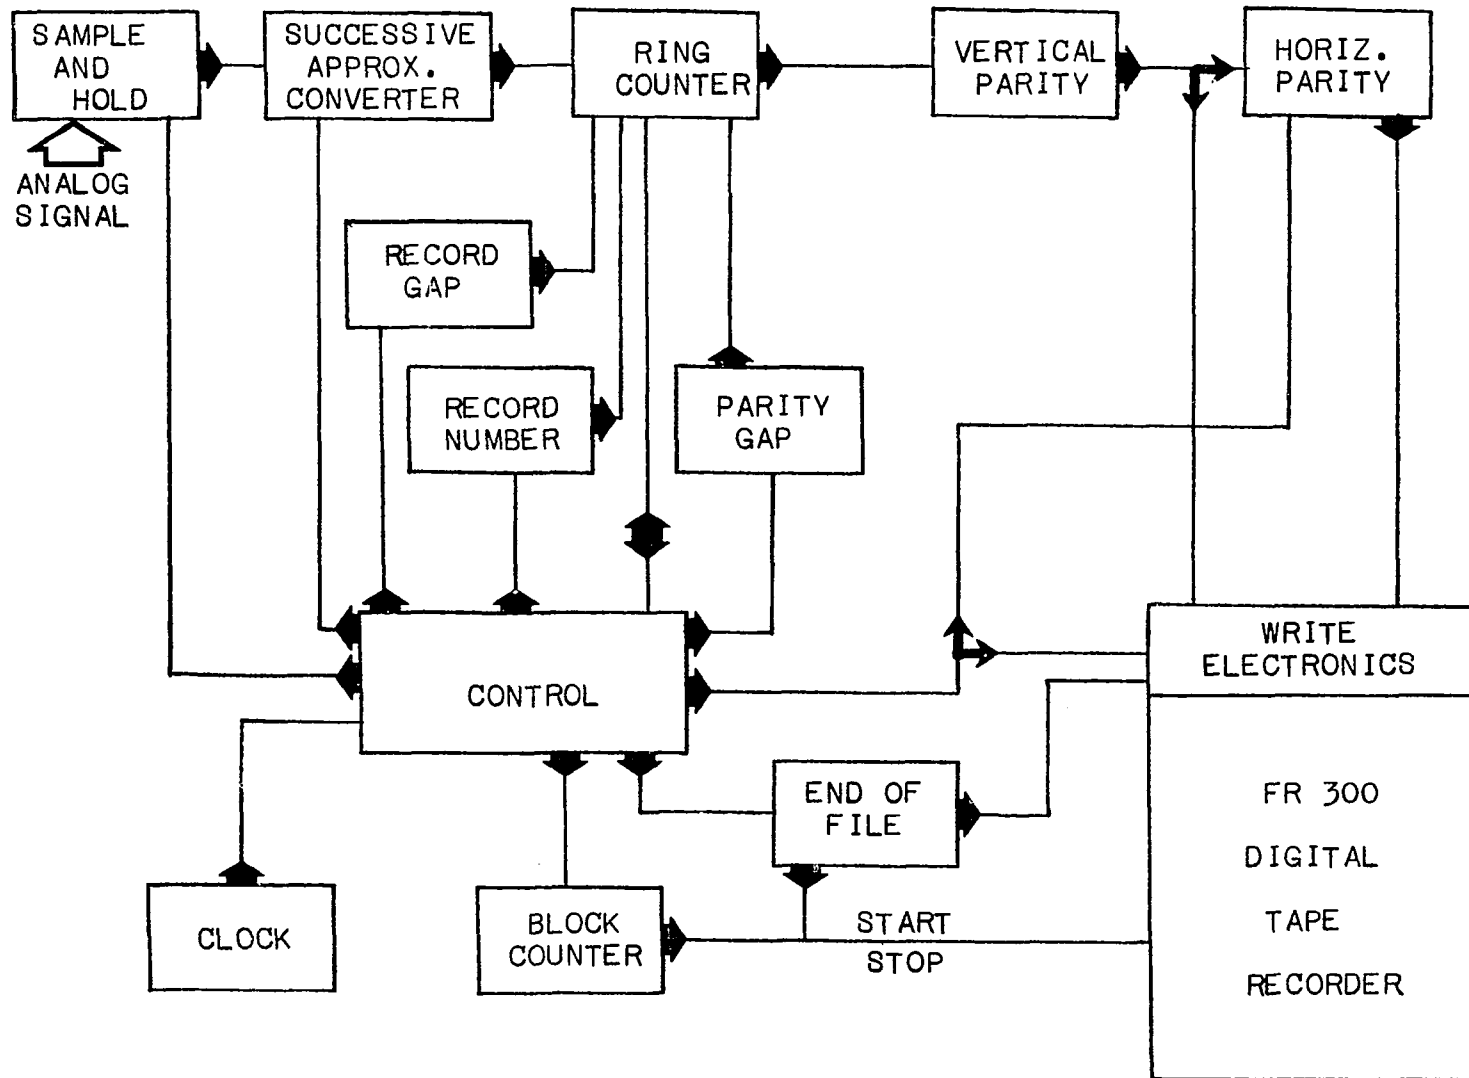 SAMPLE
AND
HOLD
SUCCESSIVE
APPROX.
CONVERTER
RING
COUNTER
VERTICAL
PARITY
HORIZ.
PARITY
ANALOG
SIGNAL
RECORD
GAP
RECORD
NUMBER
PARITY
GAP
CONTROL
WRITE
ELECTRONICS
END OF
FILE
FR 300
DIGITAL
TAPE
RECORDER
CLOCK
BLOCK
COUNTER
START
STOP